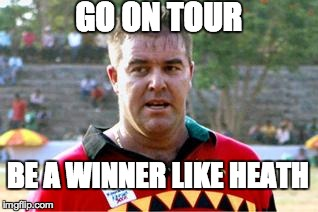 GO ON TOUR
BE A WINNER LIKE HEATH
imgflip.com